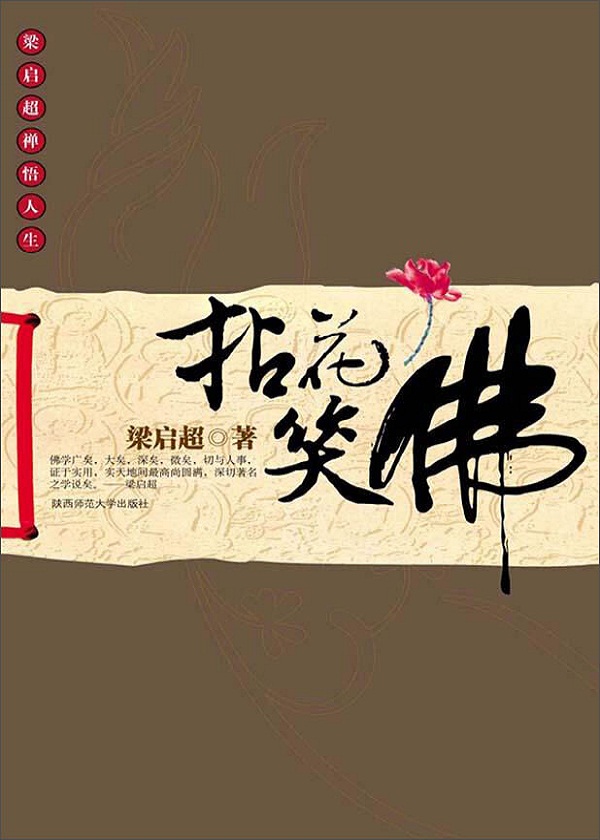 梁启超禅悟人生
拈花笑佛
梁启超◎著
佛学广矣，大矣，深矣，微矣，切与人事，
证于实用，实天地间最高尚圆满，深切著名
之学说矣。——梁启超
陕西师范大学出版社